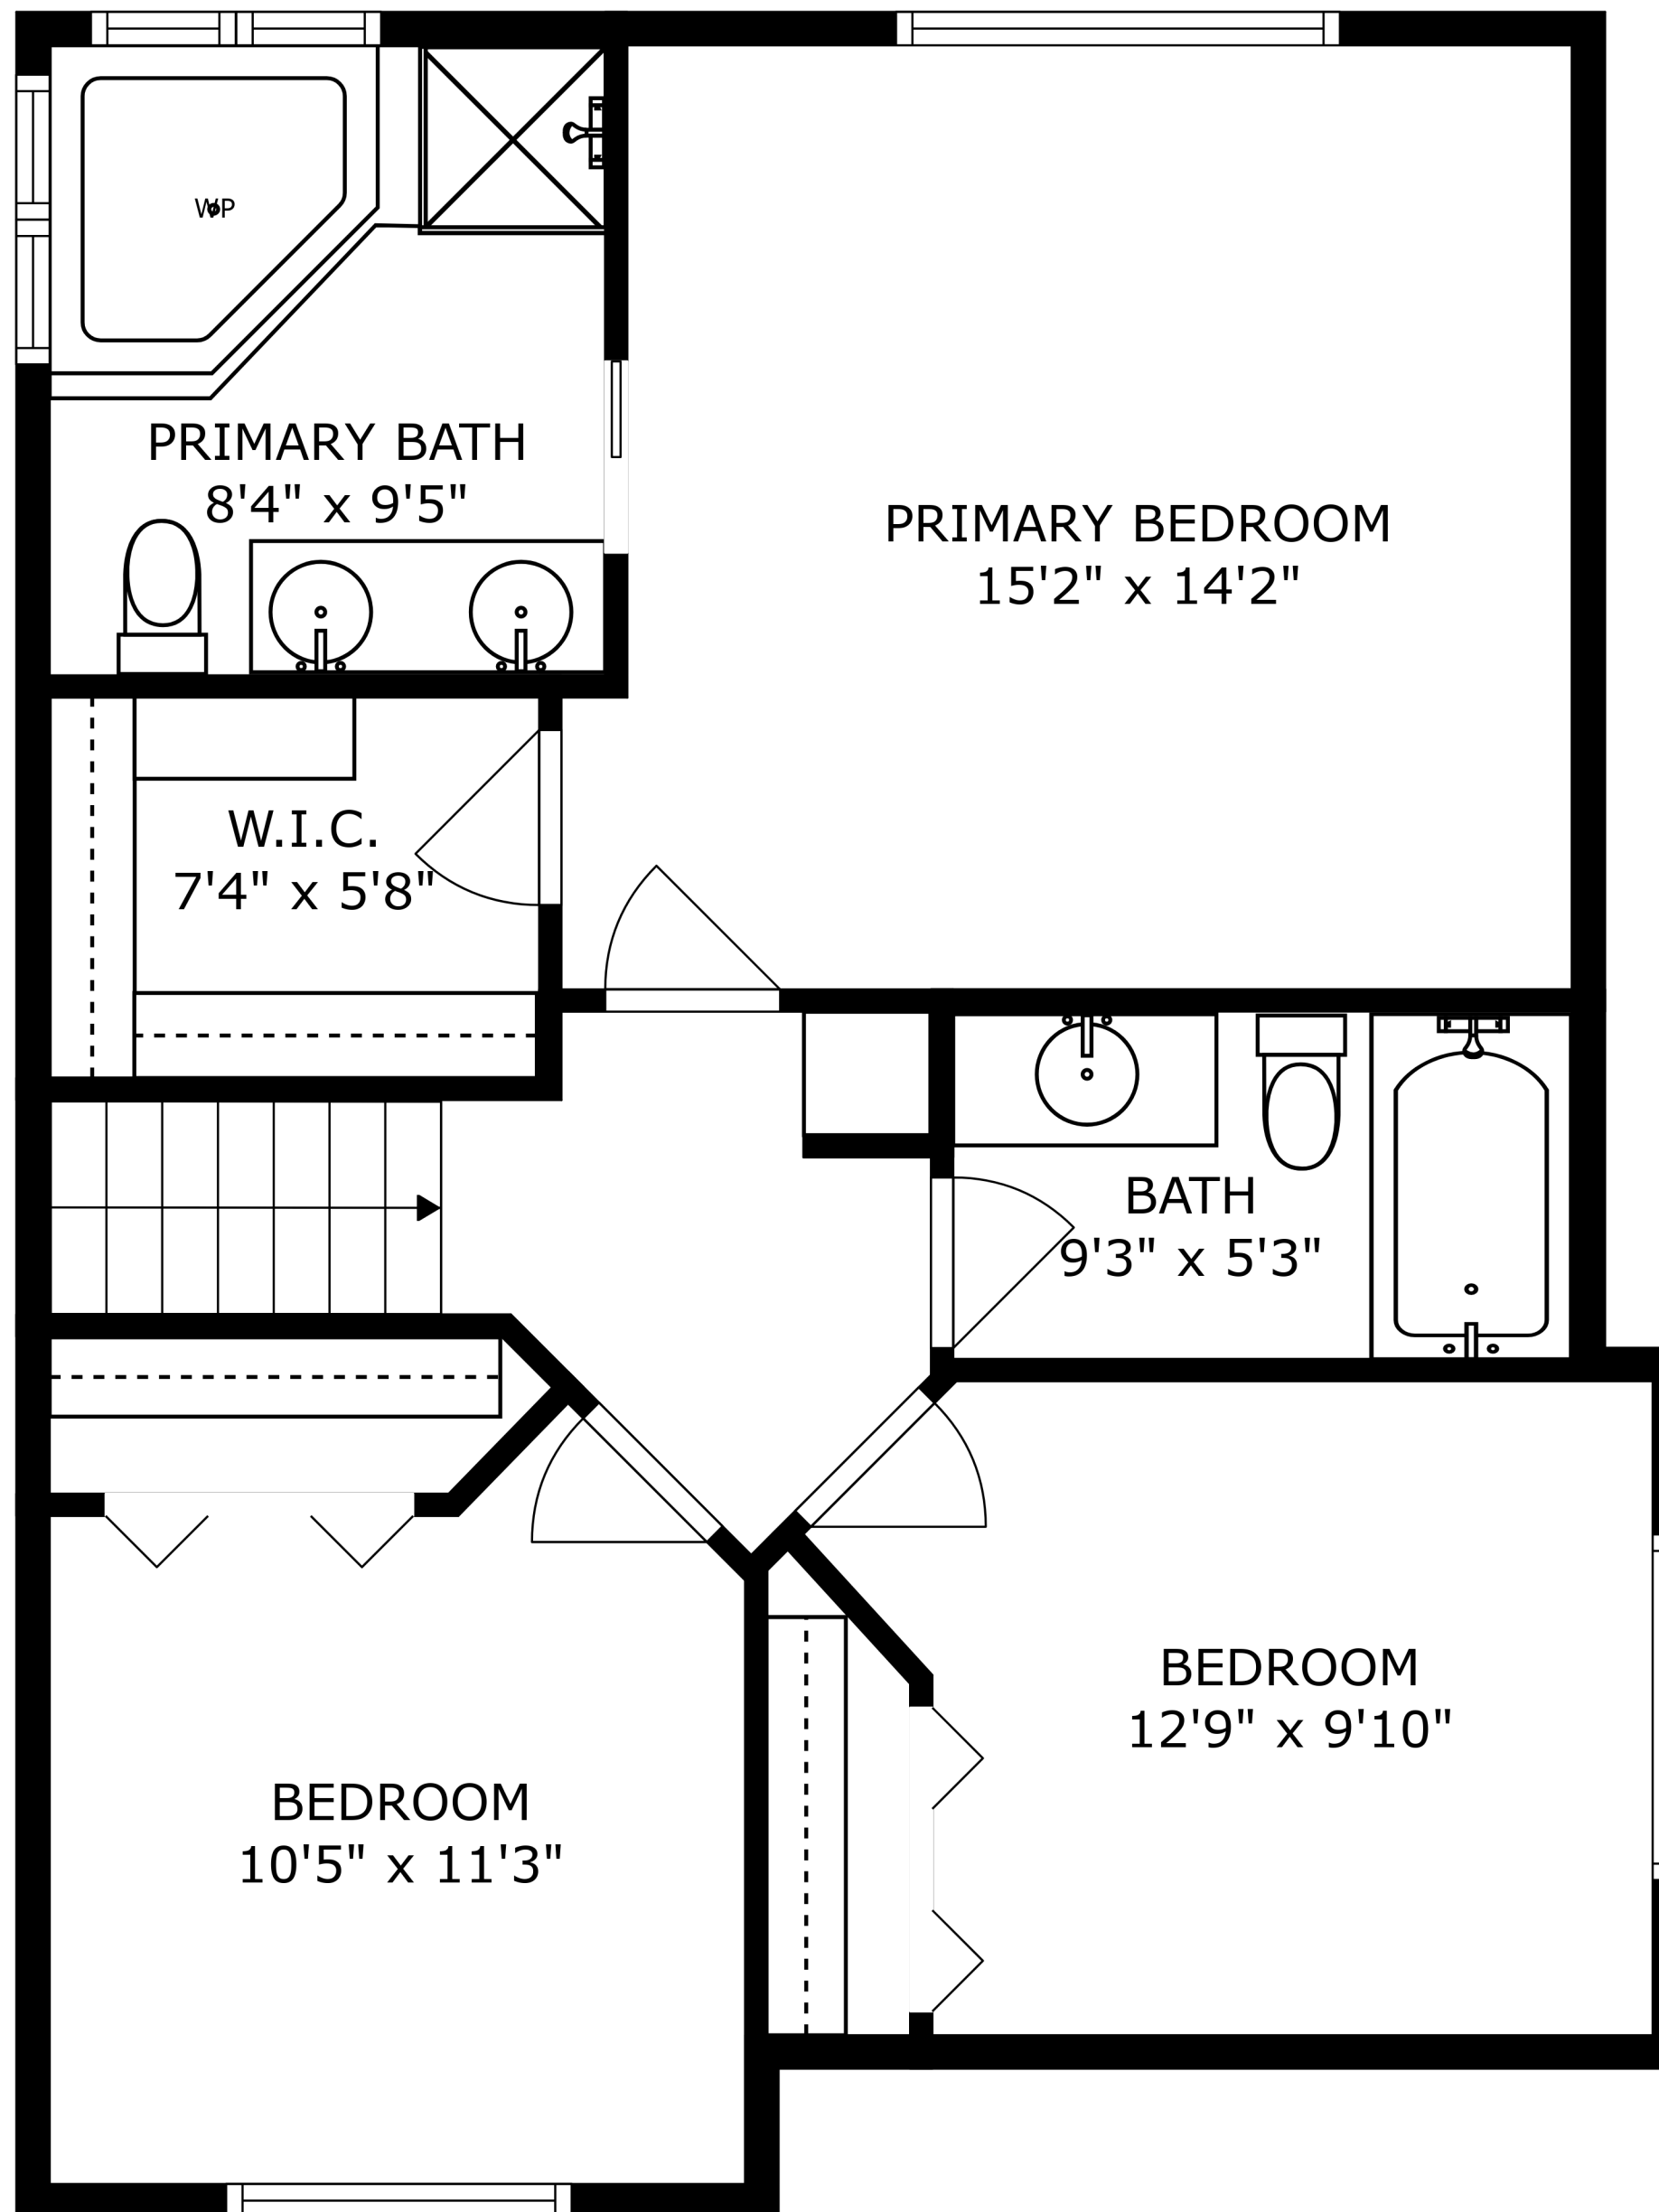 WP
PRIMARY BATH
8'4" x 9'5"
PRIMARY BEDROOM
15'2" x 14'2"
W.I.C.
7'4" x 5'8"
BATH
9'3" x 5'3"
BEDROOM
12'9" x 9'10"
BEDROOM
10'5" x 11'3"